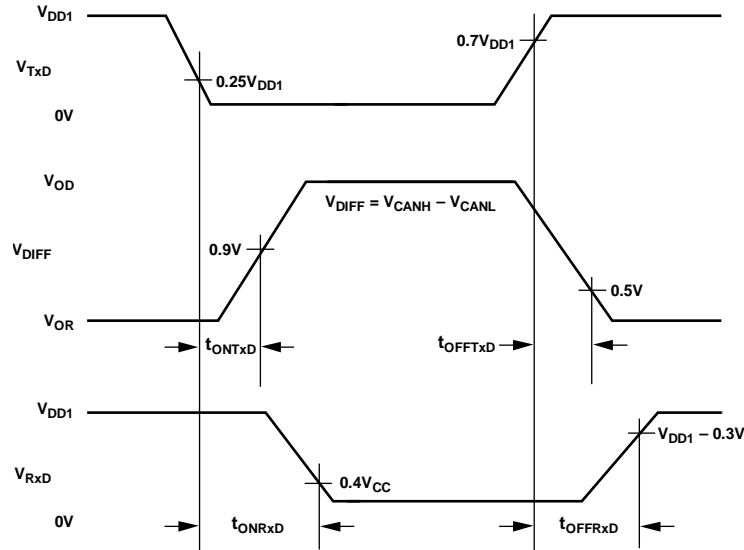 VDD1
0.7VDD1
VTxD
0.25VDD1
0V
VOD
VDIFF = VCANH – VCANL
VDIFF
0.9V
0.5V
VOR
tONTxD
tOFFTxD
VDD1
VDD1 – 0.3V
VRxD
0.4VCC
0V
tONRxD
tOFFRxD